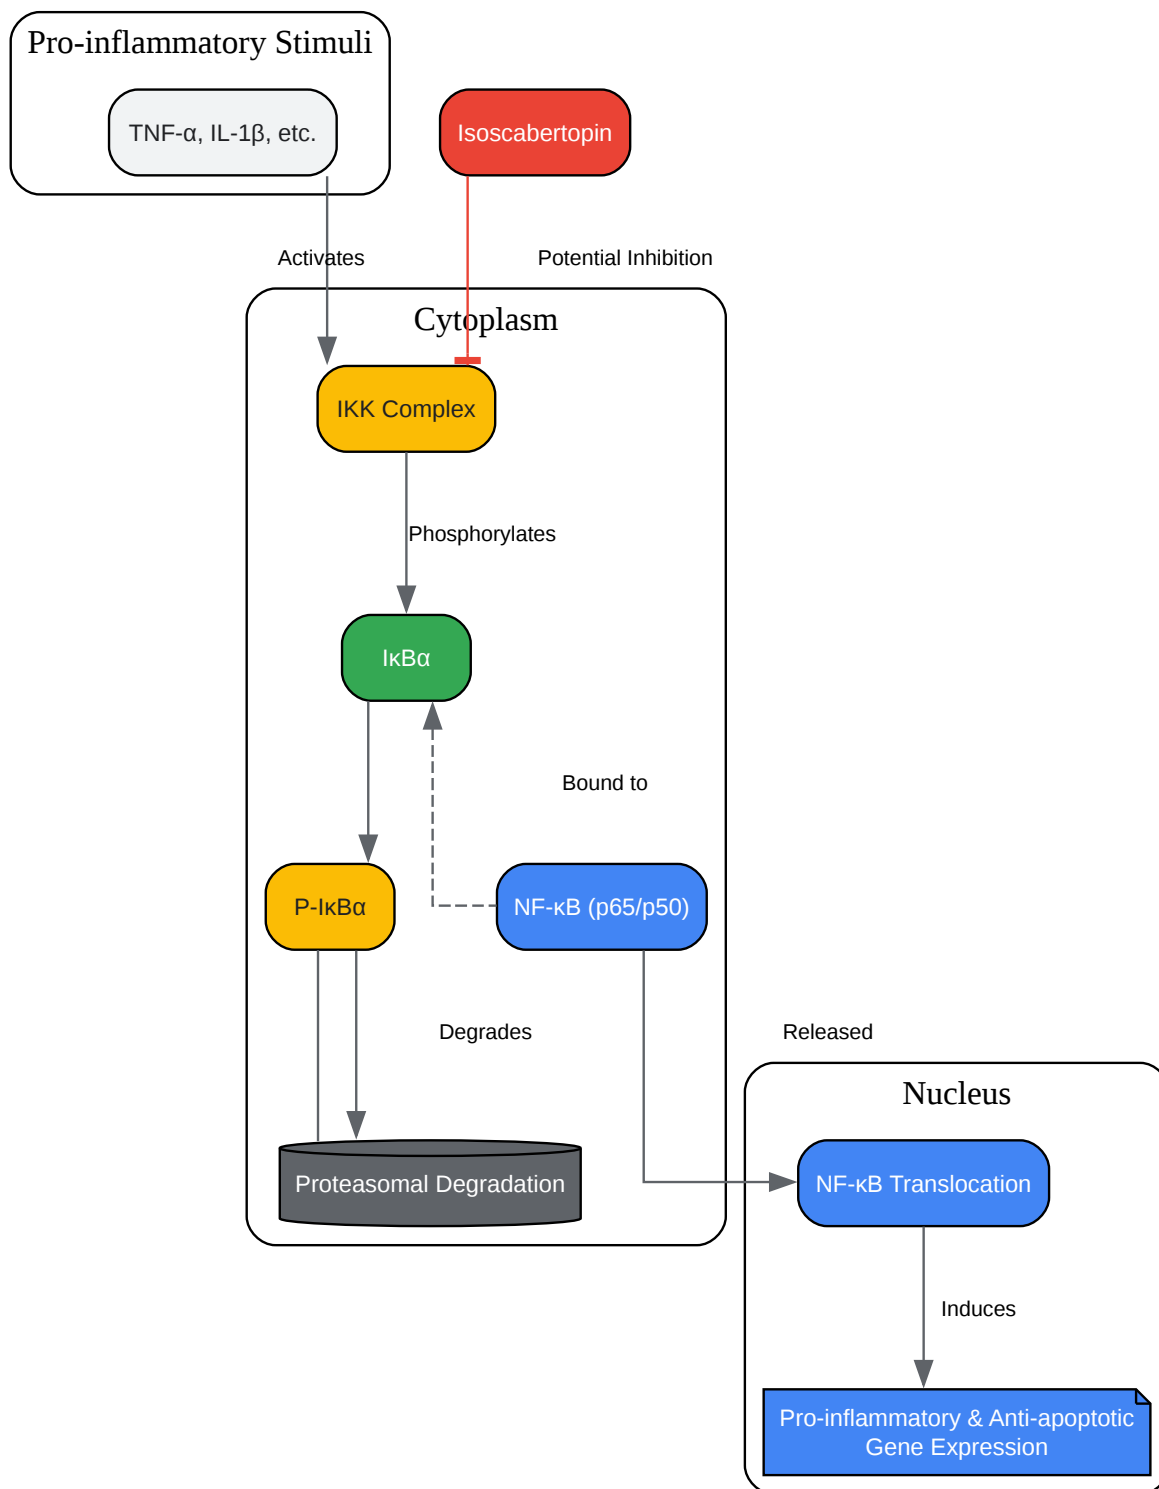 Pro-inflammatory Stimuli
TNF-α, IL-1β, etc.
Isoscabertopin
Activates
Potential Inhibition
Cytoplasm
IKK Complex
Phosphorylates
IκBα
Bound to
P-IκBα
NF-κB (p65/p50)
Degrades
Released
Nucleus
Proteasomal Degradation
NF-κB Translocation
Induces
Pro-inflammatory & Anti-apoptotic
Gene Expression